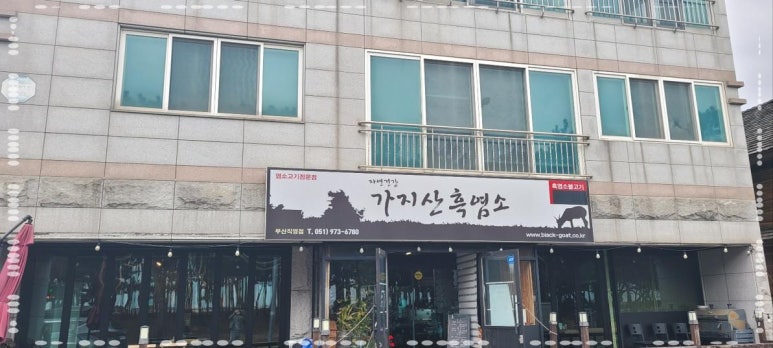 염소고기전문점
자연건강
가지산흑염소
흑염소불고기
부산직영점 T. 051) 973-6780
www.black-goat.co.kr